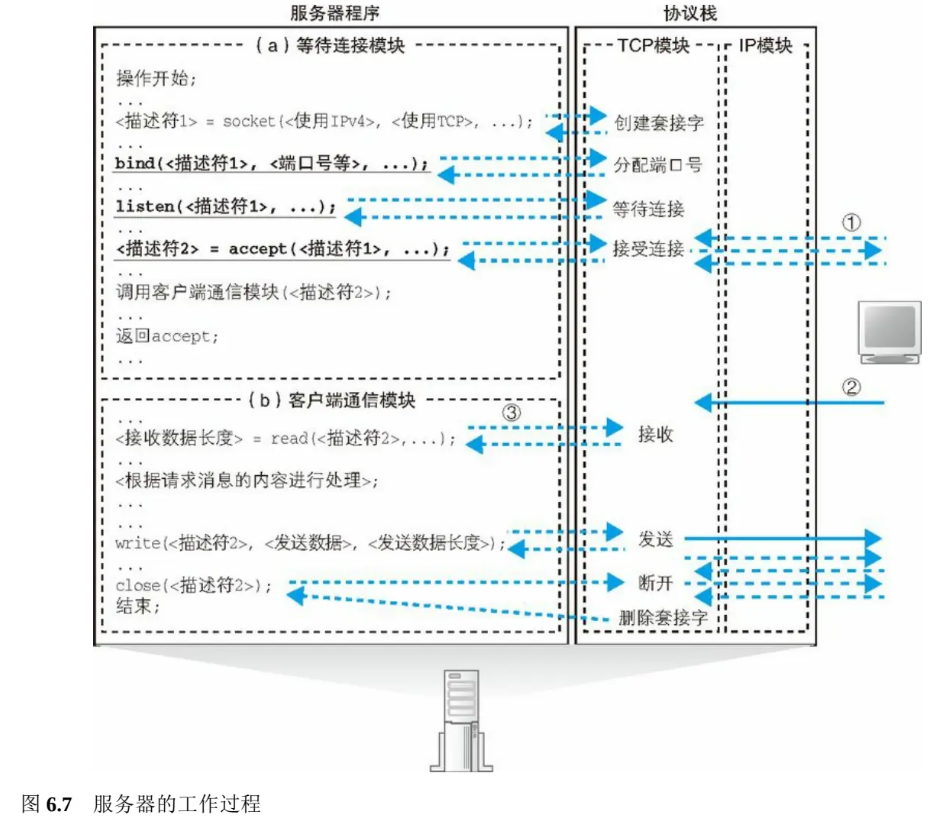 服务器程序 协议栈
(a)等待连接模块 TCP模块 IP模块
操作开始;
...
<描述符1> = socket(<使用IPv4>, <使用TCP>, ...); 创建套接字
...
bind(<描述符1>, <端口号等>, ...); 分配端口号
...
listen(<描述符1>, ...); 等待连接
...
①
<描述符2> = accept(<描述符1>, ...); 接受连接
...
调用客户端通信模块(<描述符2>);
...
返回accept;
...
②
(b)客户端通信模块
...
③
<接收数据长度> = read(<描述符2>,...); 接收
...
<根据请求消息的内容进行处理>;
...
...
write(<描述符2>, <发送数据>, <发送数据长度>); 发送
...
close(<描述符2>); 断开
结束; 删除套接字
图 6.7 服务器的工作过程